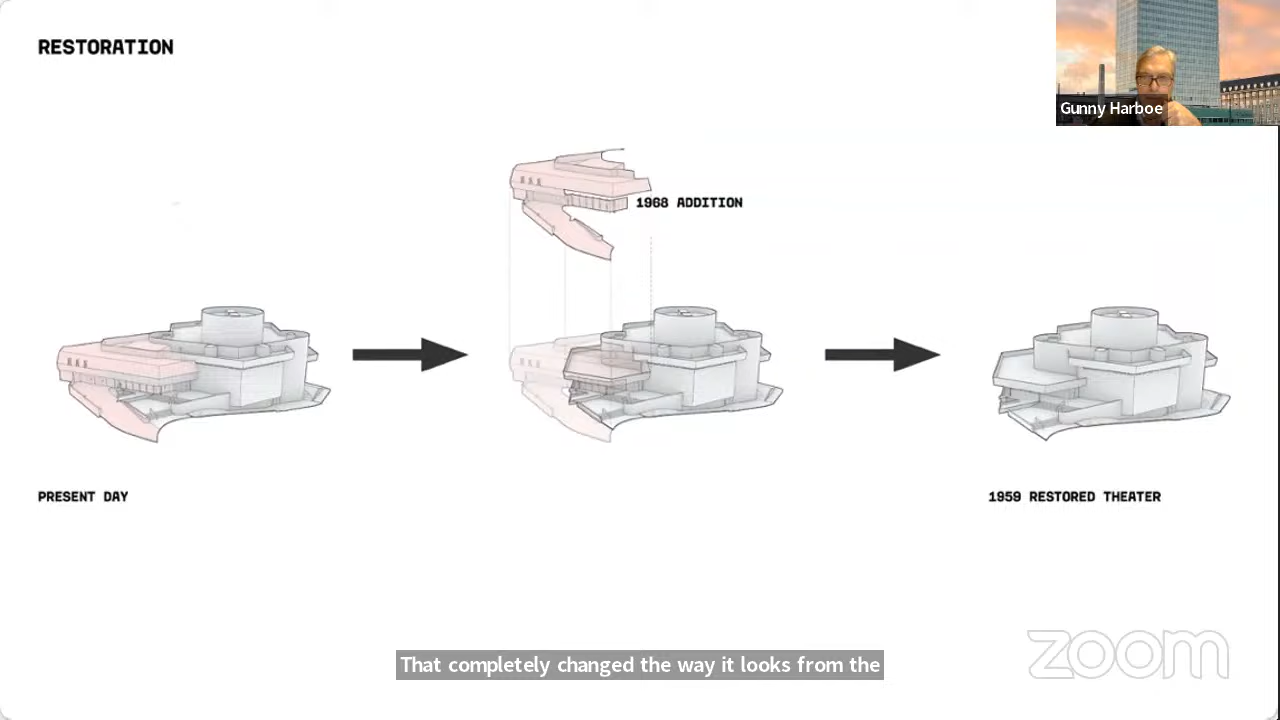 RESTORATION
Gunny Harboe
1968 ADDITION
PRESENT DAY
1959 RESTORED THEATER
That completely changed the way it looks from the
zoom